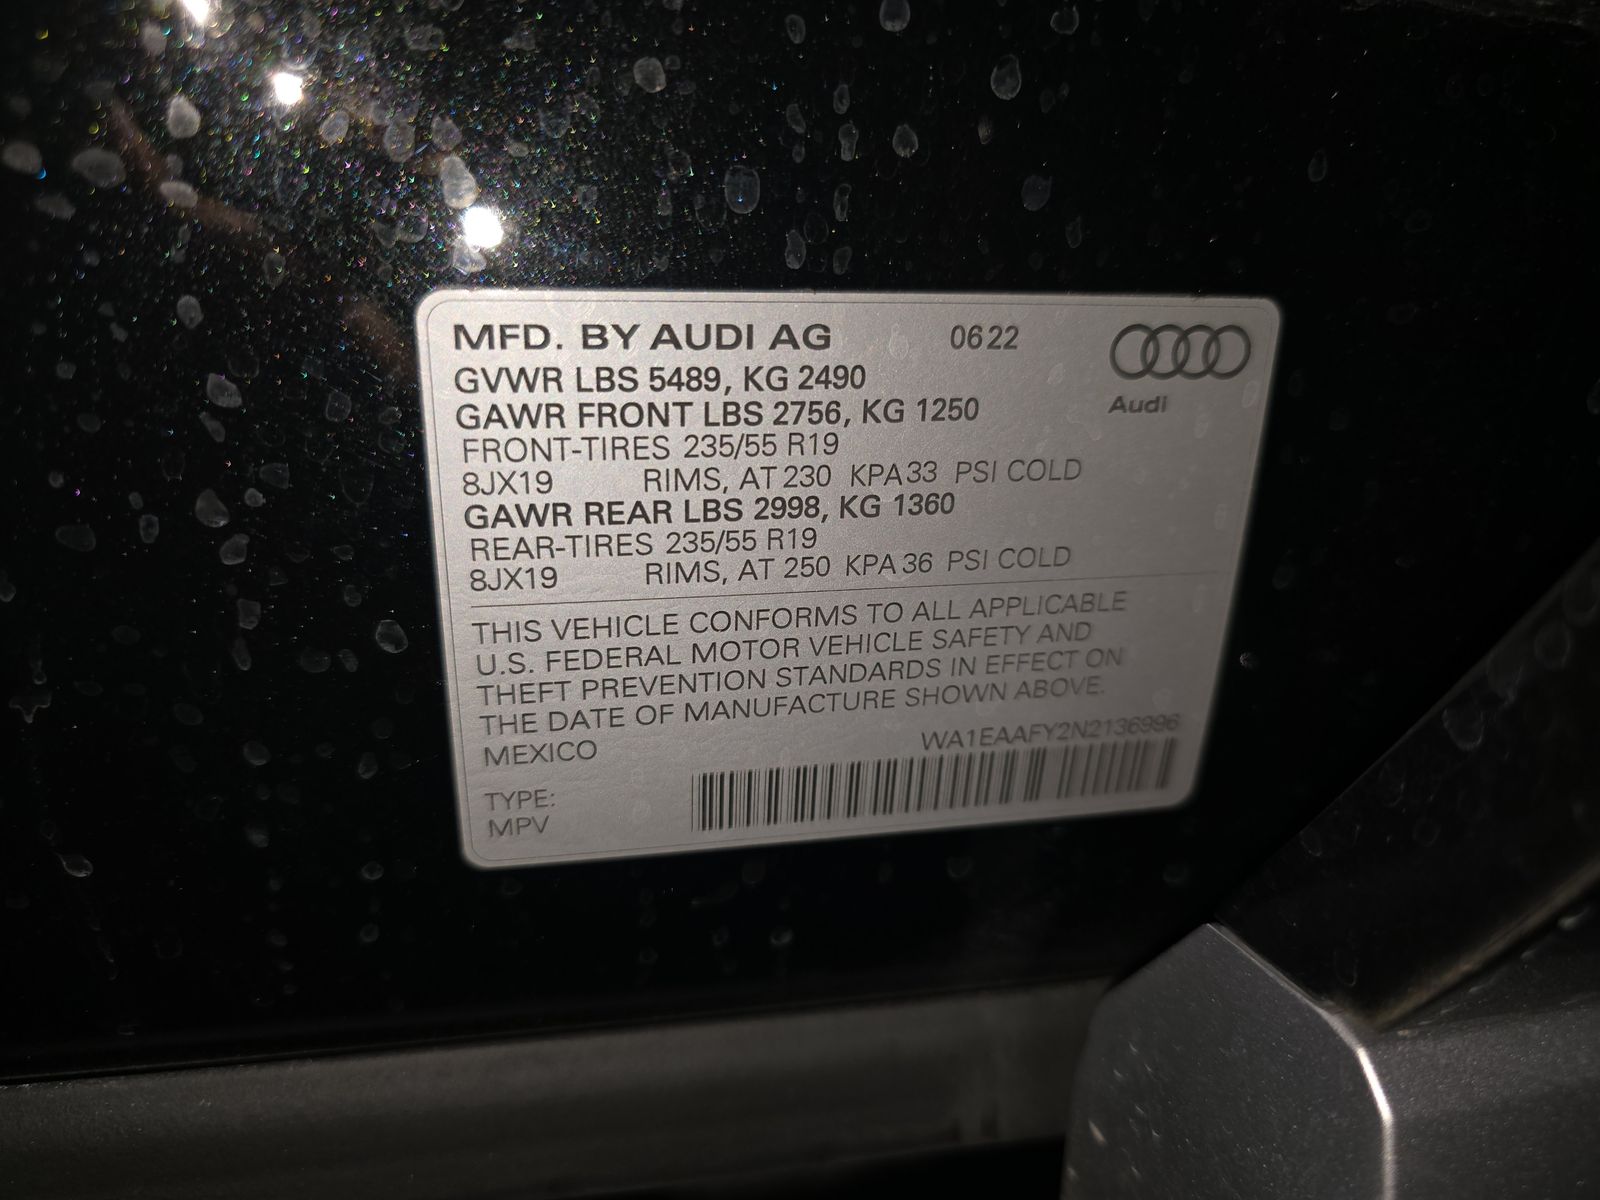 MFD. BY AUDI AG 0622
Audi
GVWR LBS 5489, KG 2490
GAWR FRONT LBS 2756, KG 1250
FRONT-TIRES 235/55 R19
8JX19 RIMS, AT 230 KPA 33 PSI COLD
GAWR REAR LBS 2998, KG 1360
REAR-TIRES 235/55 R19
8JX19 RIMS, AT 250 KPA 36 PSI COLD
THIS VEHICLE CONFORMS TO ALL APPLICABLE
U.S. FEDERAL MOTOR VEHICLE SAFETY AND
THEFT PREVENTION STANDARDS IN EFFECT ON
THE DATE OF MANUFACTURE SHOWN ABOVE.
MEXICO WA1EAAFY2N2136996
TYPE:
MPV